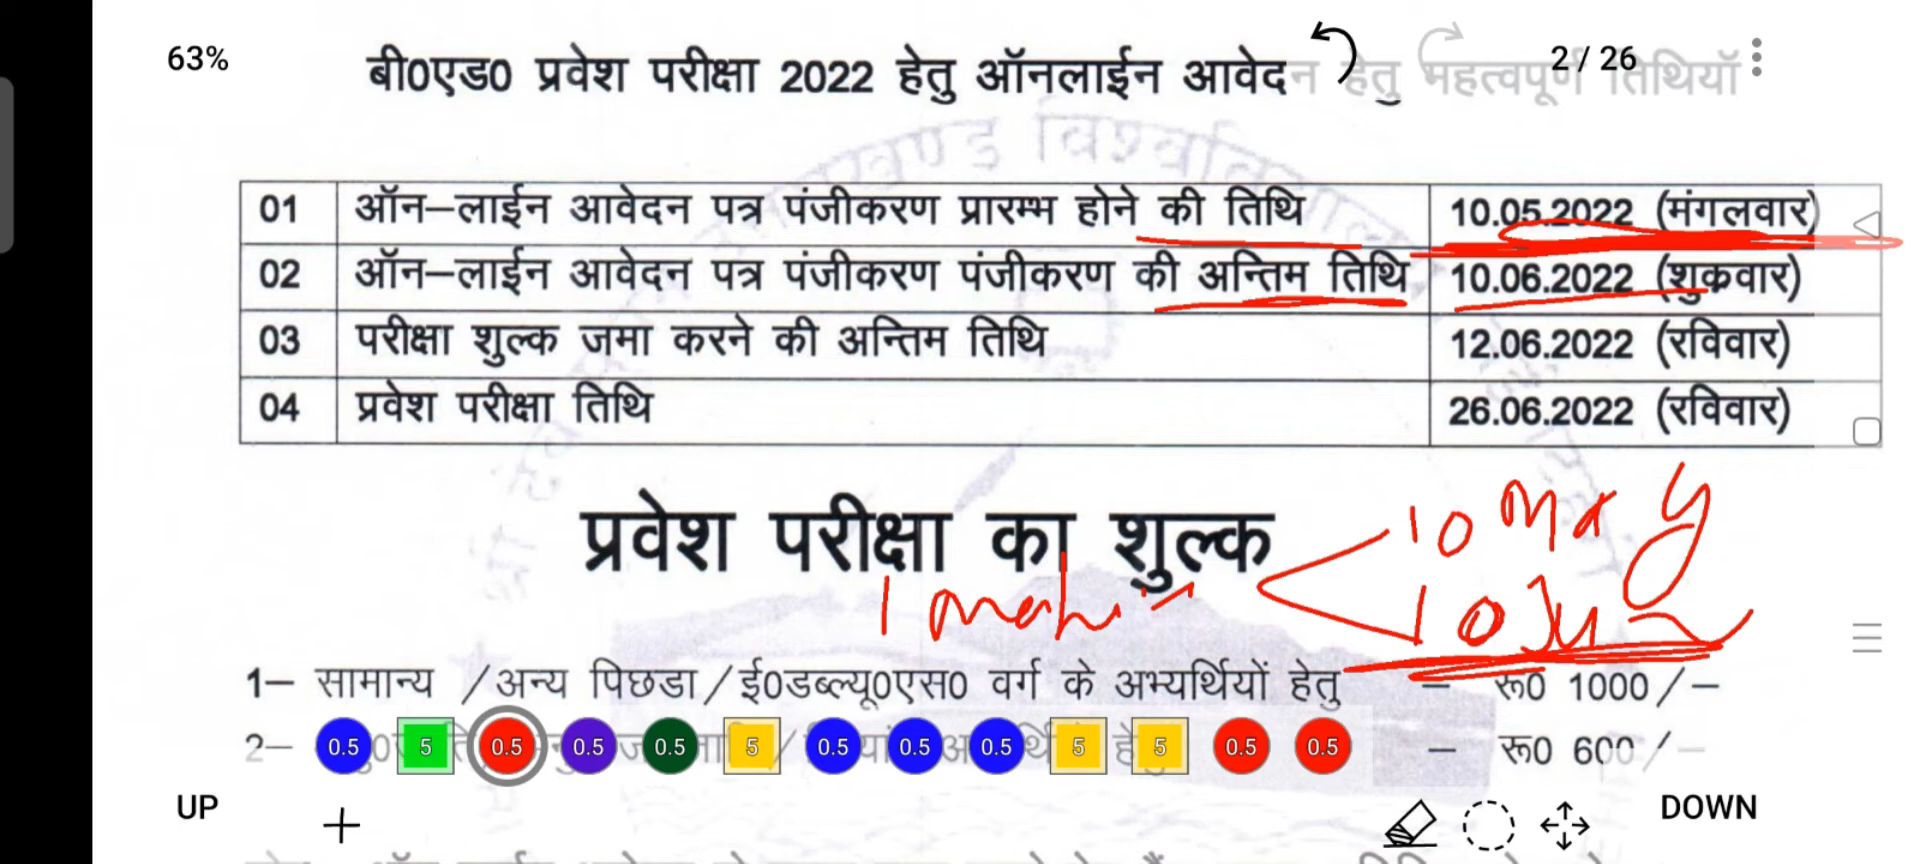 63%
2 / 26
बी0एड0 प्रवेश परीक्षा 2022 हेतु ऑनलाईन आवेदन हेतु महत्वपूर्ण तिथियॉ
01 ऑन–लाईन आवेदन पत्र पंजीकरण प्रारम्भ होने की तिथि 10.05.2022 (मंगलवार)
02 ऑन–लाईन आवेदन पत्र पंजीकरण पंजीकरण की अन्तिम तिथि 10.06.2022 (शुक्रवार)
03 परीक्षा शुल्क जमा करने की अन्तिम तिथि 12.06.2022 (रविवार)
04 प्रवेश परीक्षा तिथि 26.06.2022 (रविवार)
प्रवेश परीक्षा का शुल्क
10 May
10 Jun
1
1– सामान्य /अन्य पिछडा/ई0डब्ल्यू0एस0 वर्ग के अभ्यर्थियों हेतु – रू0 1000/–
2– – रू0 600/–
0.5 5 0.5 0.5 0.5 5 0.5 0.5 0.5 5 5 0.5 0.5
UP
DOWN